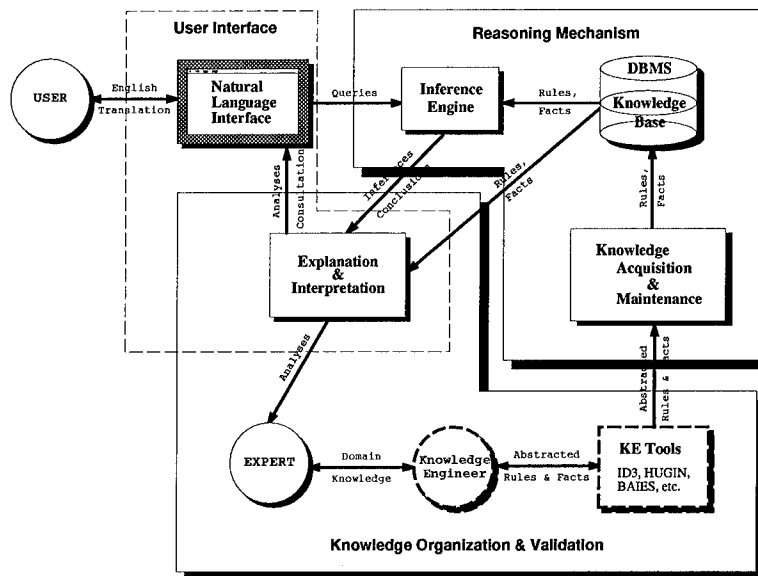 User Interface
Reasoning Mechanism
DBMS
USER
English
Translation
Natural
Language
Interface
Queries
Inference
Engine
Rules,
Facts
Knowledge
Base
Analyses
Consultation
Inferences
Conclusions
Rules,
Facts
Rules,
Facts
Explanation
&
Interpretation
Knowledge
Acquisition
&
Maintenance
Analyses
Abstracted
Rules & Facts
EXPERT
Domain
Knowledge
Knowledge
Engineer
Abstracted
Rules & Facts
KE Tools
ID3, HUGIN,
BAIES, etc.
Knowledge Organization & Validation